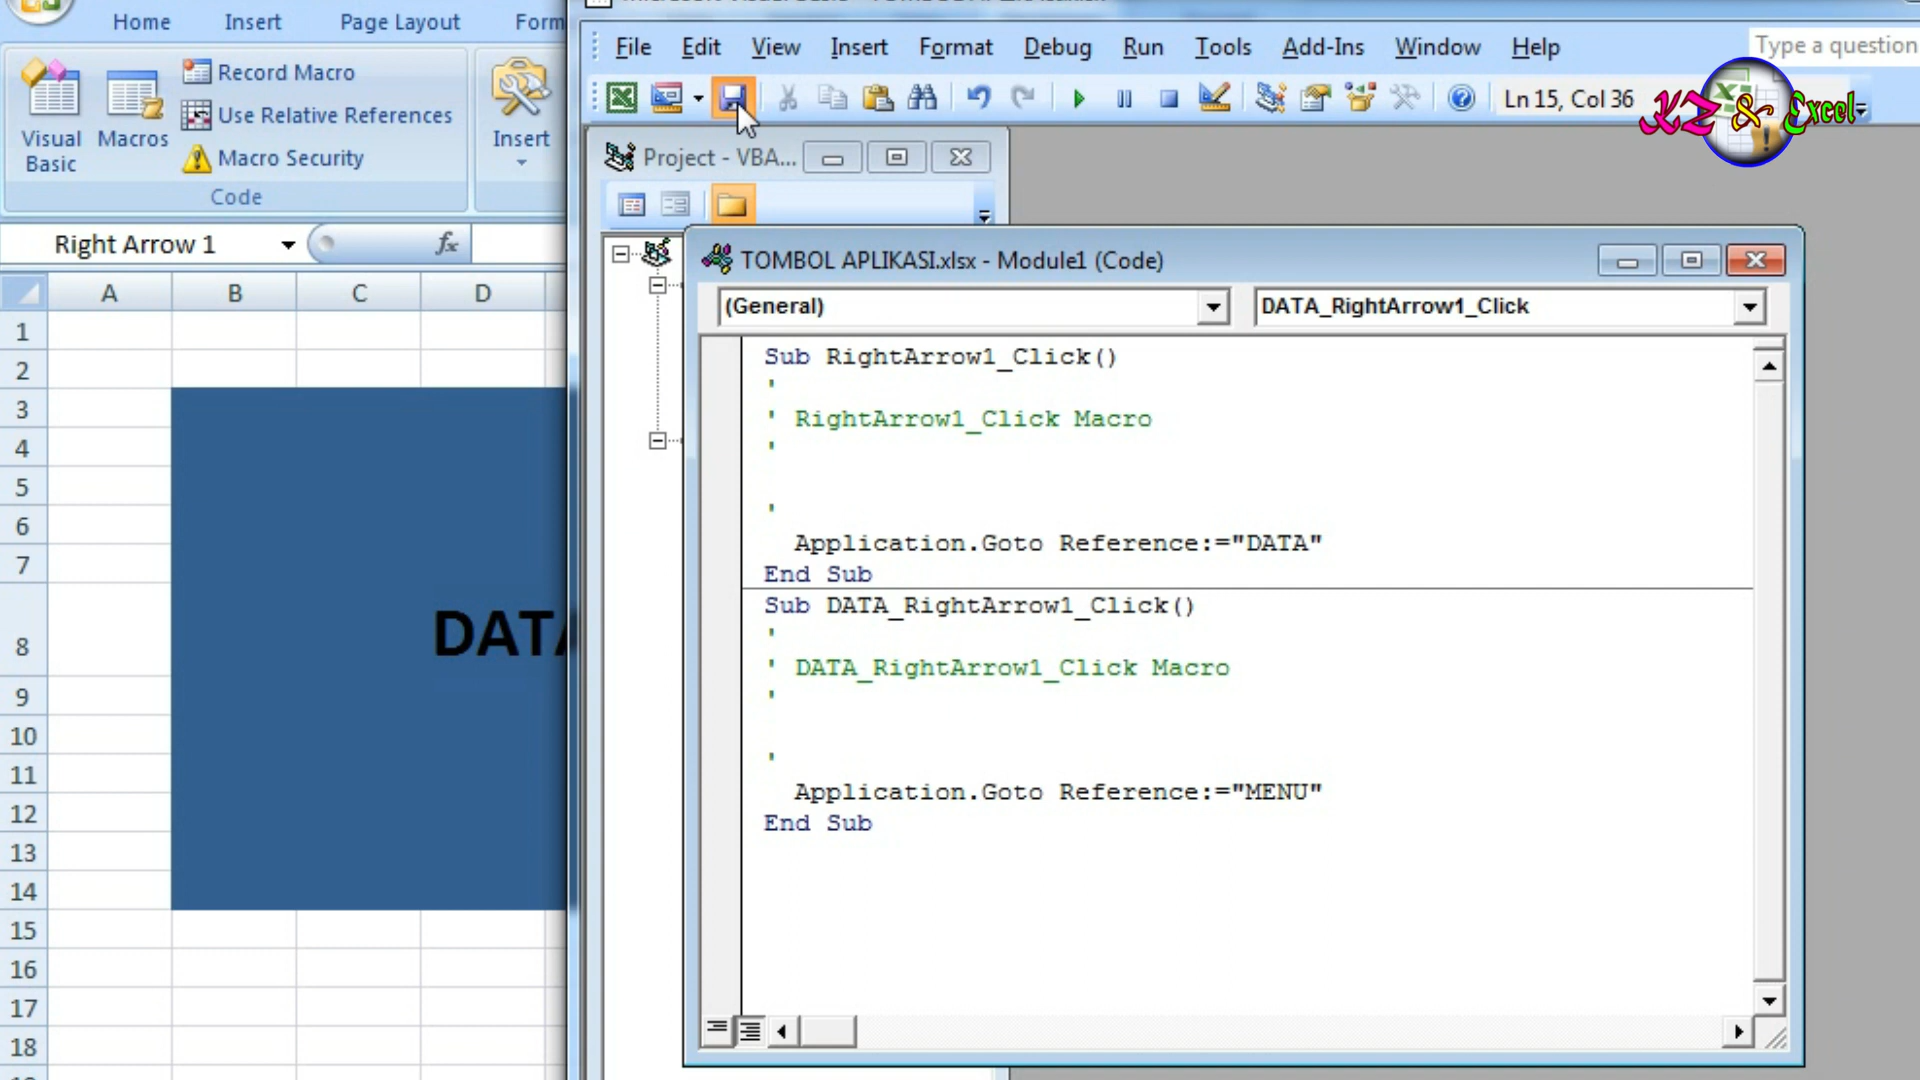 Home Insert Page Layout Form
File Edit View Insert Format Debug Run Tools Add-Ins Window Help
Type a question
Visual Basic
Macros
Record Macro
Use Relative References
Macro Security
Insert
Code
Ln 15, Col 36
KZ & Excel
Project - VBA...
Right Arrow 1
fx
A B C D
1
2
3
4
5
6
7
8
9
10
11
12
13
14
15
16
17
18
DATA
TOMBOL APLIKASI.xlsx - Module1 (Code)
(General)
DATA_RightArrow1_Click
Sub RightArrow1_Click()
'
' RightArrow1_Click Macro
'
'
Application.Goto Reference:="DATA"
End Sub
Sub DATA_RightArrow1_Click()
'
' DATA_RightArrow1_Click Macro
'
'
Application.Goto Reference:="MENU"
End Sub